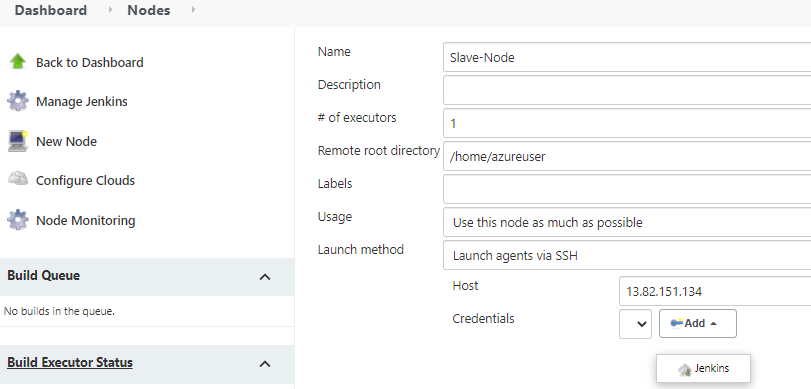 Dashboard Nodes
Back to Dashboard
Manage Jenkins
New Node
Configure Clouds
Node Monitoring
Build Queue
No builds in the queue.
Build Executor Status
Name Slave-Node
Description
# of executors 1
Remote root directory /home/azureuser
Labels
Usage Use this node as much as possible
Launch method Launch agents via SSH
Host 13.82.151.134
Credentials Add
Jenkins